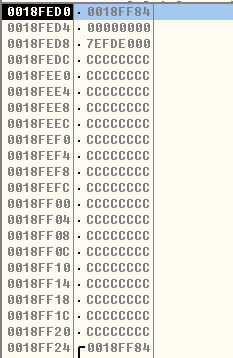 0018FED0 · 0018FF84
0018FED4 · 00000000
0018FED8 · 7EFDE000
0018FEDC · CCCCCCCC
0018FEE0 · CCCCCCCC
0018FEE4 · CCCCCCCC
0018FEE8 · CCCCCCCC
0018FEEC · CCCCCCCC
0018FEF0 · CCCCCCCC
0018FEF4 · CCCCCCCC
0018FEF8 · CCCCCCCC
0018FEFC · CCCCCCCC
0018FF00 · CCCCCCCC
0018FF04 · CCCCCCCC
0018FF08 · CCCCCCCC
0018FF0C · CCCCCCCC
0018FF10 · CCCCCCCC
0018FF14 · CCCCCCCC
0018FF18 · CCCCCCCC
0018FF1C · CCCCCCCC
0018FF20 · CCCCCCCC
0018FF24 0018FF84